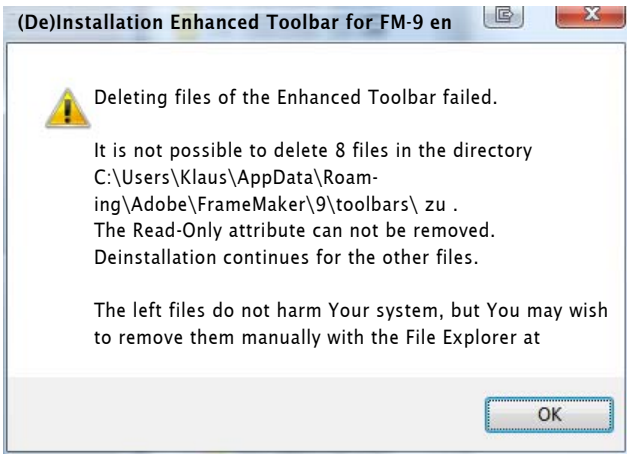 (De)Installation Enhanced Toolbar for FM-9 en
Deleting files of the Enhanced Toolbar failed.
It is not possible to delete 8 files in the directory
C:\Users\Klaus\AppData\Roam-
ing\Adobe\FrameMaker\9\toolbars\ zu .
The Read-Only attribute can not be removed.
Deinstallation continues for the other files.
The left files do not harm Your system, but You may wish
to remove them manually with the File Explorer at
OK